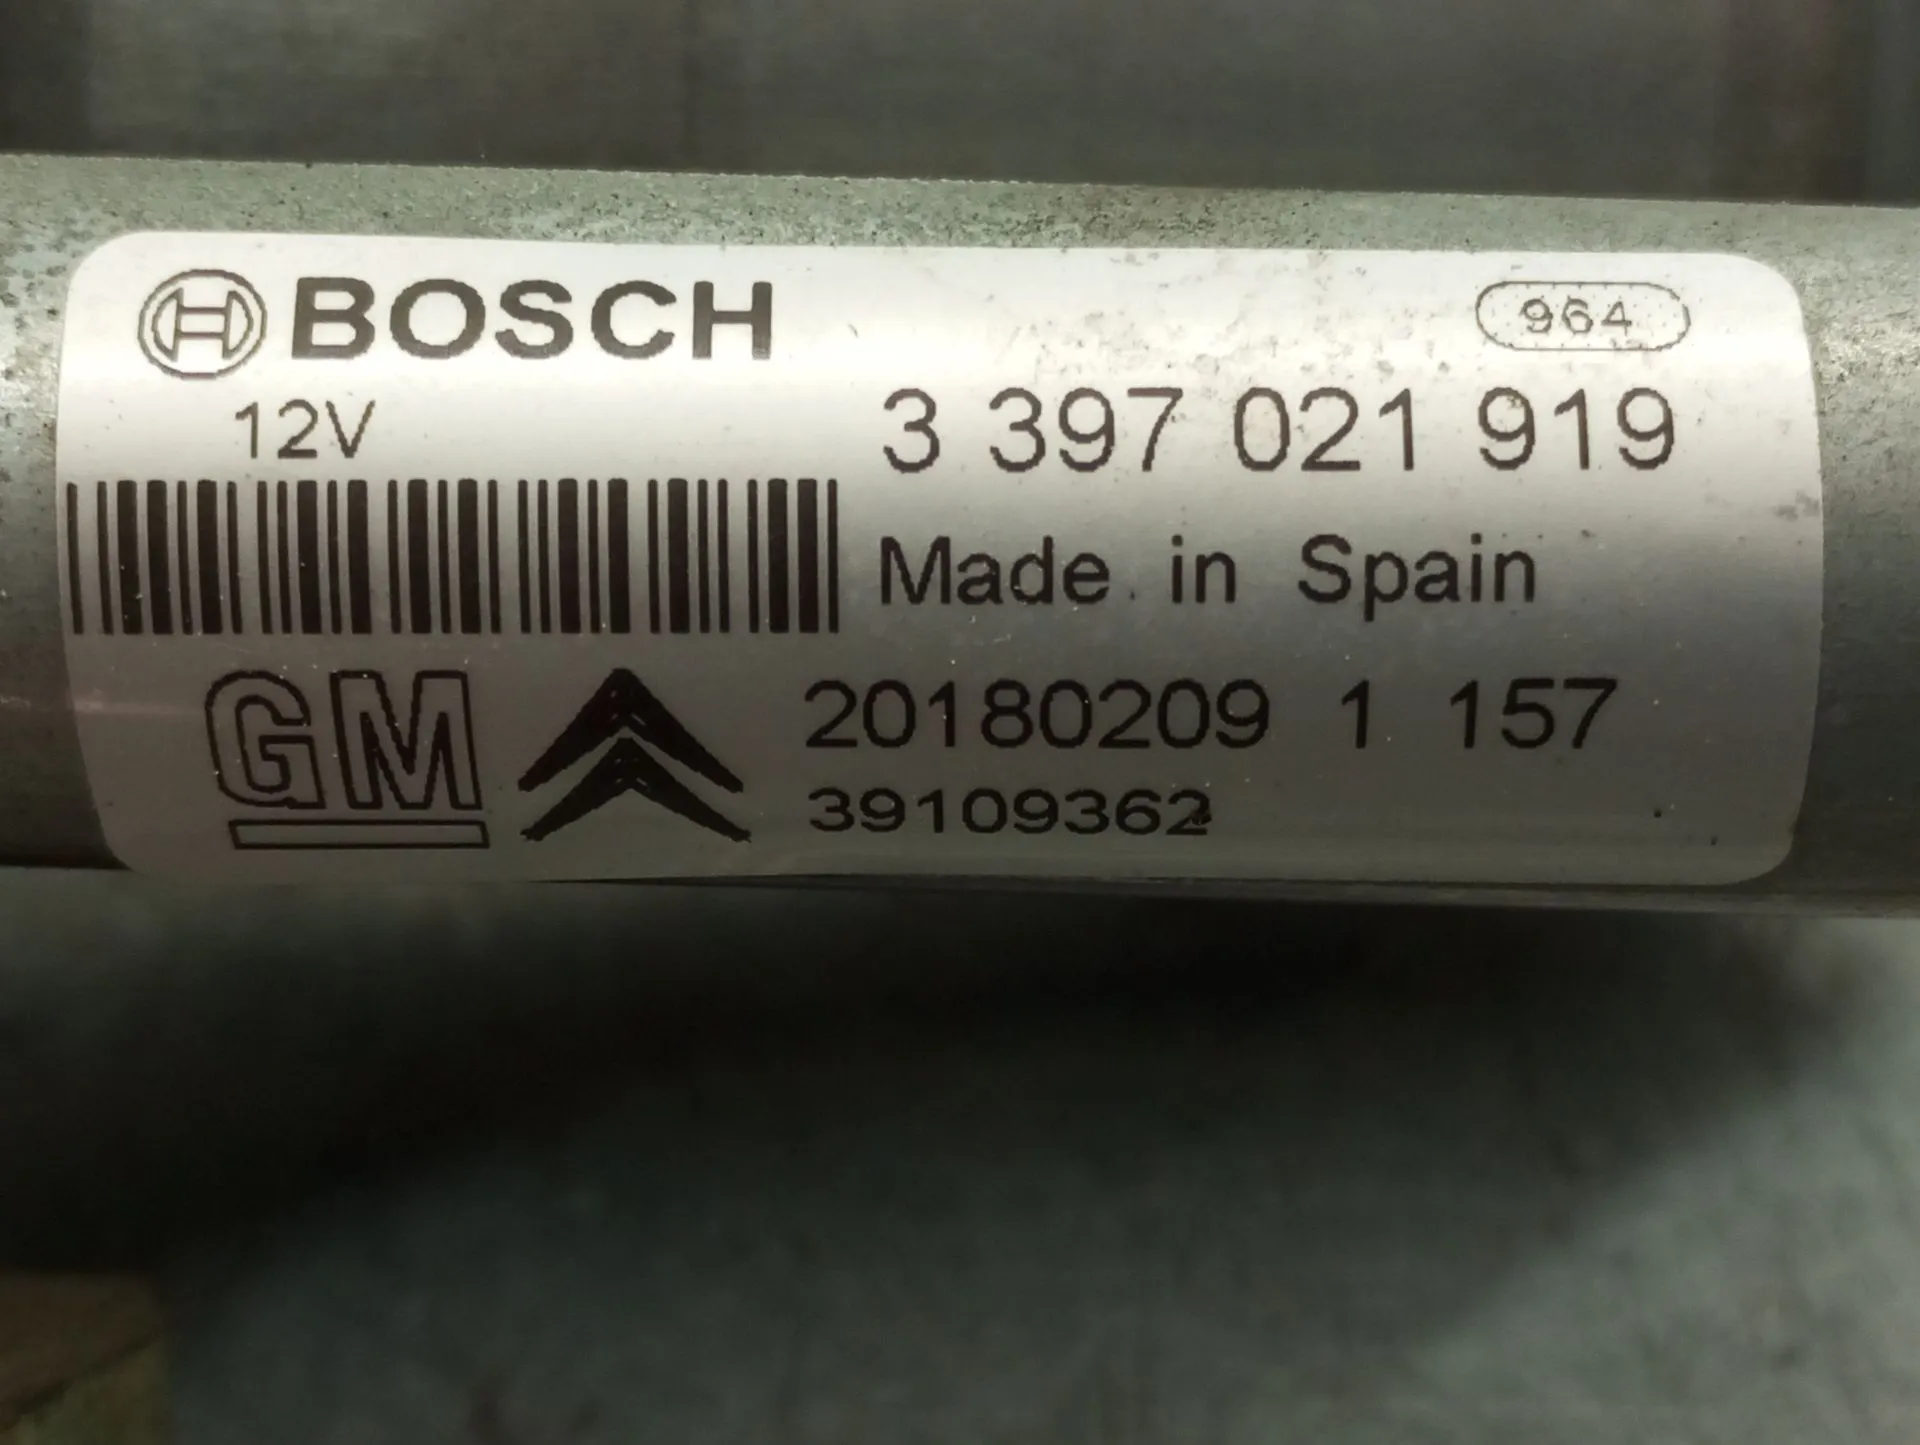 BOSCH
964
12V
3 397 021 919
Made in Spain
GM
20180209 1 157
39109362